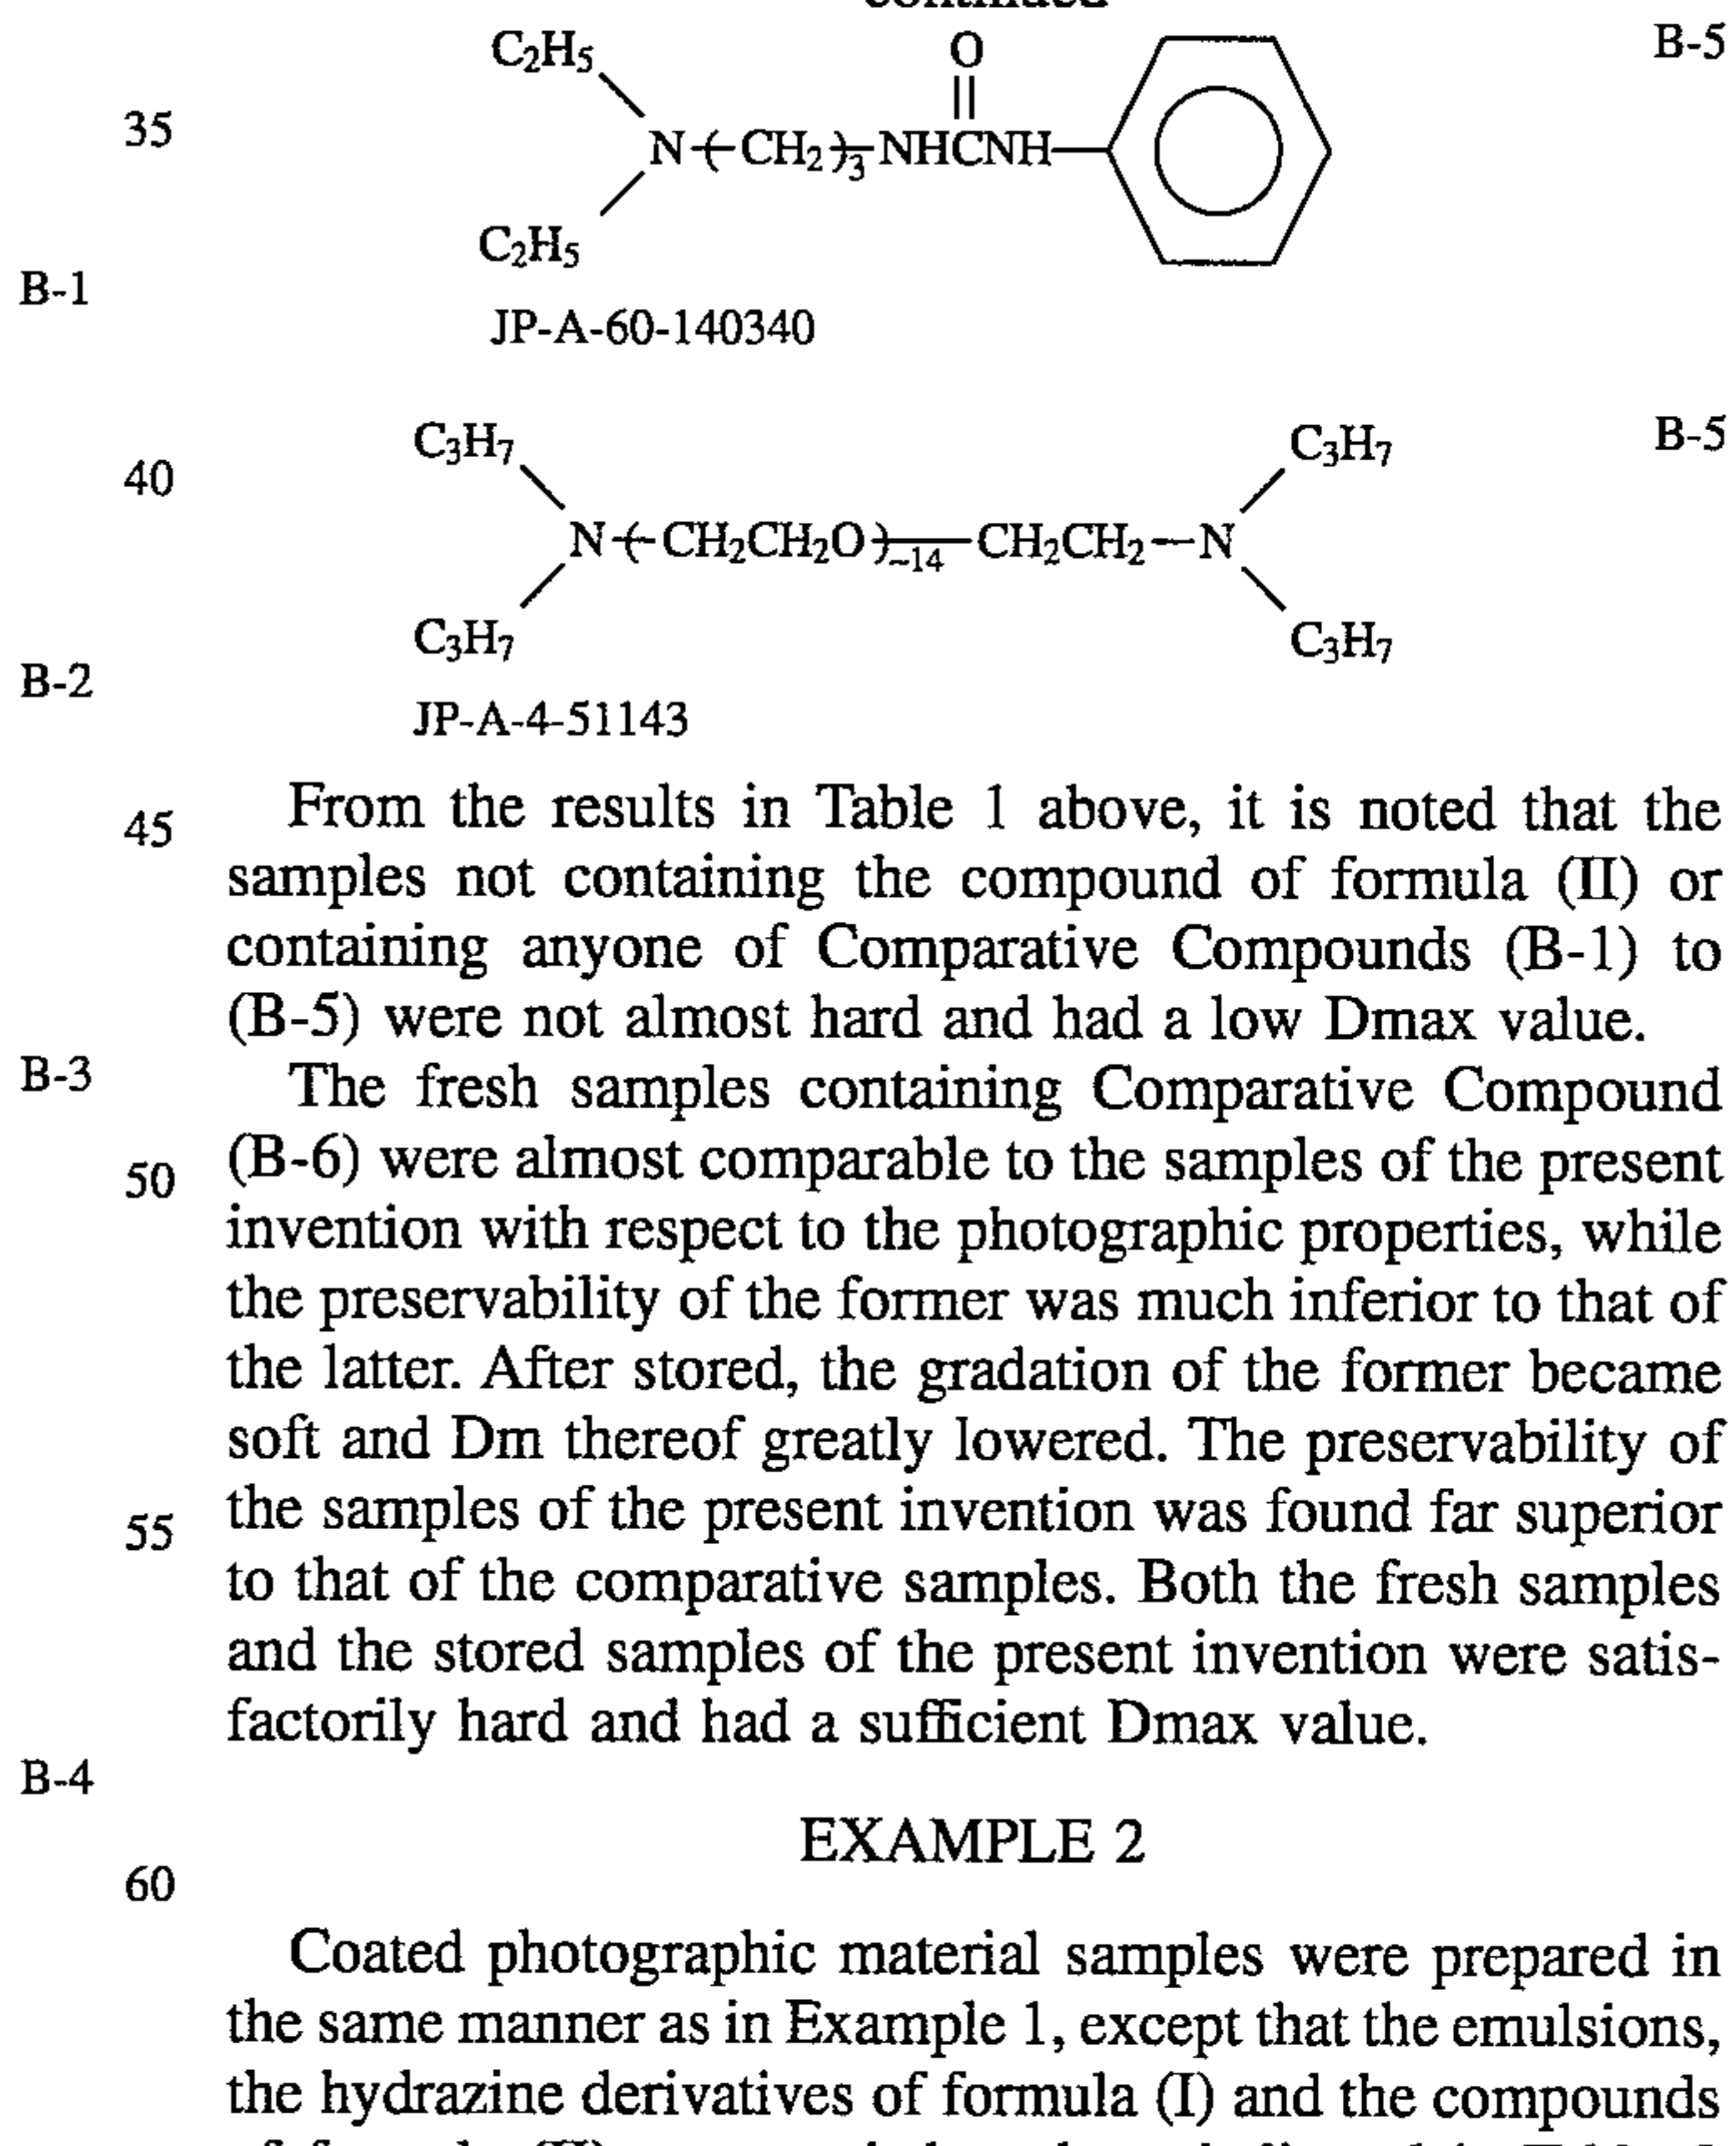 continued
C2H5 O B-5
35
N-(-CH2-)3-NHCNH-
C2H5
B-1
JP-A-60-140340
C3H7 C3H7 B-5
40
N-(-CH2CH2O-)~14-CH2CH2-N
C3H7 C3H7
B-2
JP-A-4-51143
45 From the results in Table 1 above, it is noted that the
samples not containing the compound of formula (II) or
containing anyone of Comparative Compounds (B-1) to
(B-5) were not almost hard and had a low Dmax value.
B-3 The fresh samples containing Comparative Compound
50 (B-6) were almost comparable to the samples of the present
invention with respect to the photographic properties, while
the preservability of the former was much inferior to that of
the latter. After stored, the gradation of the former became
soft and Dm thereof greatly lowered. The preservability of
55 the samples of the present invention was found far superior
to that of the comparative samples. Both the fresh samples
and the stored samples of the present invention were satis-
factorily hard and had a sufficient Dmax value.
B-4
EXAMPLE 2
60
Coated photographic material samples were prepared in
the same manner as in Example 1, except that the emulsions,
the hydrazine derivatives of formula (I) and the compounds